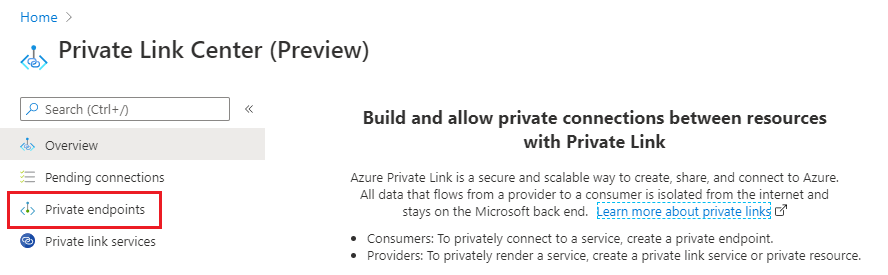 Home >
Private Link Center (Preview)
Search (Ctrl+/)
«
Overview
Pending connections
Private endpoints
Private link services
Build and allow private connections between resources
with Private Link
Azure Private Link is a secure and scalable way to create, share, and connect to Azure.
All data that flows from a provider to a consumer is isolated from the internet and
stays on the Microsoft back end. Learn more about private links
• Consumers: To privately connect to a service, create a private endpoint.
• Providers: To privately render a service, create a private link service or private resource.